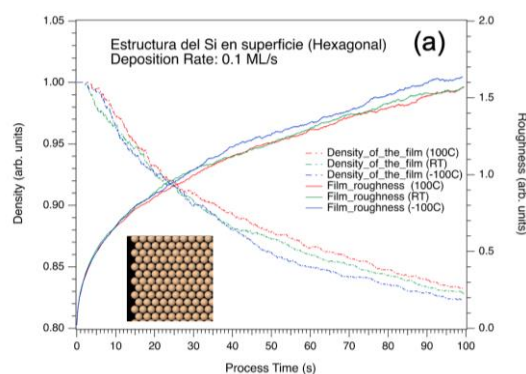 (a)
Estructura del Si en superficie (Hexagonal)
Deposition Rate: 0.1 ML/s
Density (arb. units)
1.05
1.00
0.95
0.90
0.85
0.80
Density_of_the_film (100C)
Density_of_the_film (RT)
Density_of_the_film (-100C)
Film_roughness (100C)
Film_roughness (RT)
Film_roughness (-100C)
2.0
1.5
1.0
0.5
0.0
Roughness (arb. units)
0 10 20 30 40 50 60 70 80 90 100
Process Time (s)